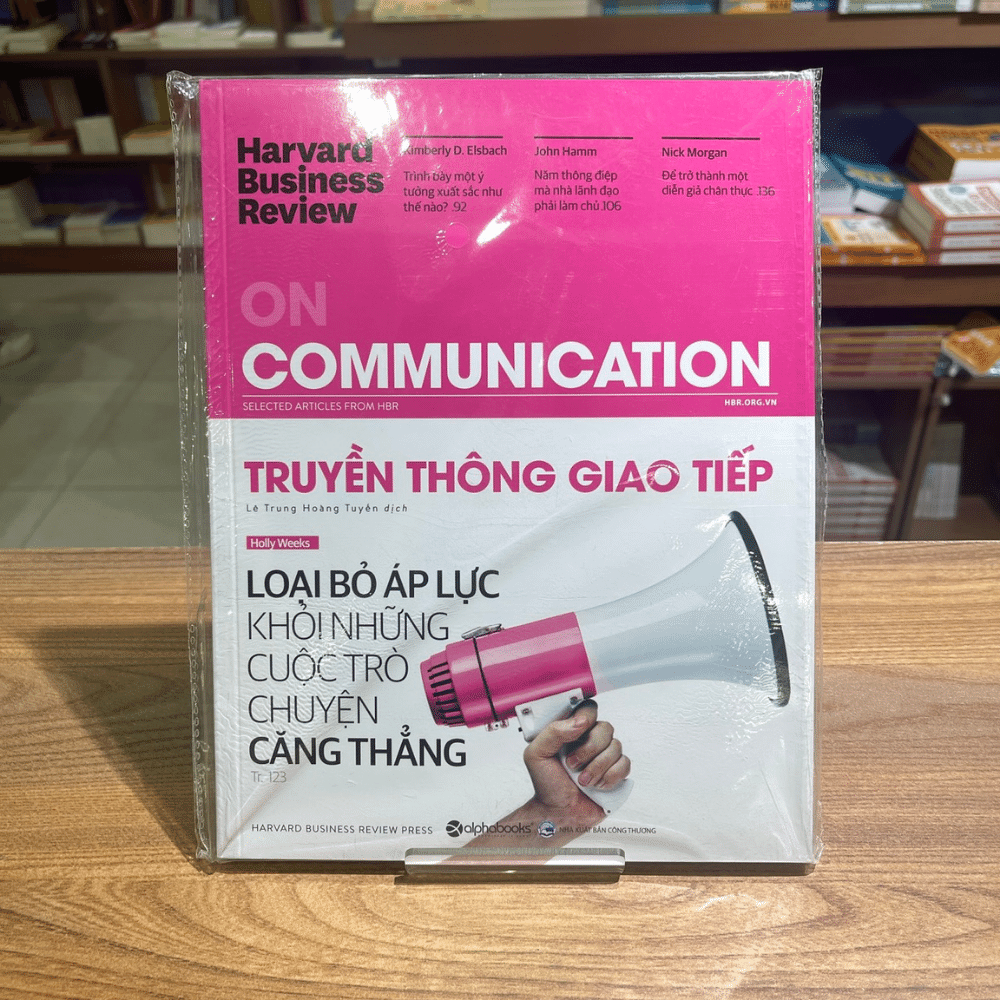 Harvard
Business
Review
Kimberly D. Elsbach
Trình bày một ý
tưởng xuất sắc như
thế nào? .92
John Hamm
Năm thông điệp
mà nhà lãnh đạo
phải làm chủ .106
Nick Morgan
Để trở thành một
diễn giả chân thực .136
ON
COMMUNICATION
SELECTED ARTICLES FROM HBR
HBR.ORG.VN
TRUYỀN THÔNG GIAO TIẾP
Lê Trung Hoàng Tuyển dịch
Holly Weeks
LOẠI BỎ ÁP LỰC
KHỎI NHỮNG
CUỘC TRÒ
CHUYỆN
CĂNG THẲNG
Tr. 123
HARVARD BUSINESS REVIEW PRESS
alphabooks
NHÀ XUẤT BẢN CÔNG THƯƠNG